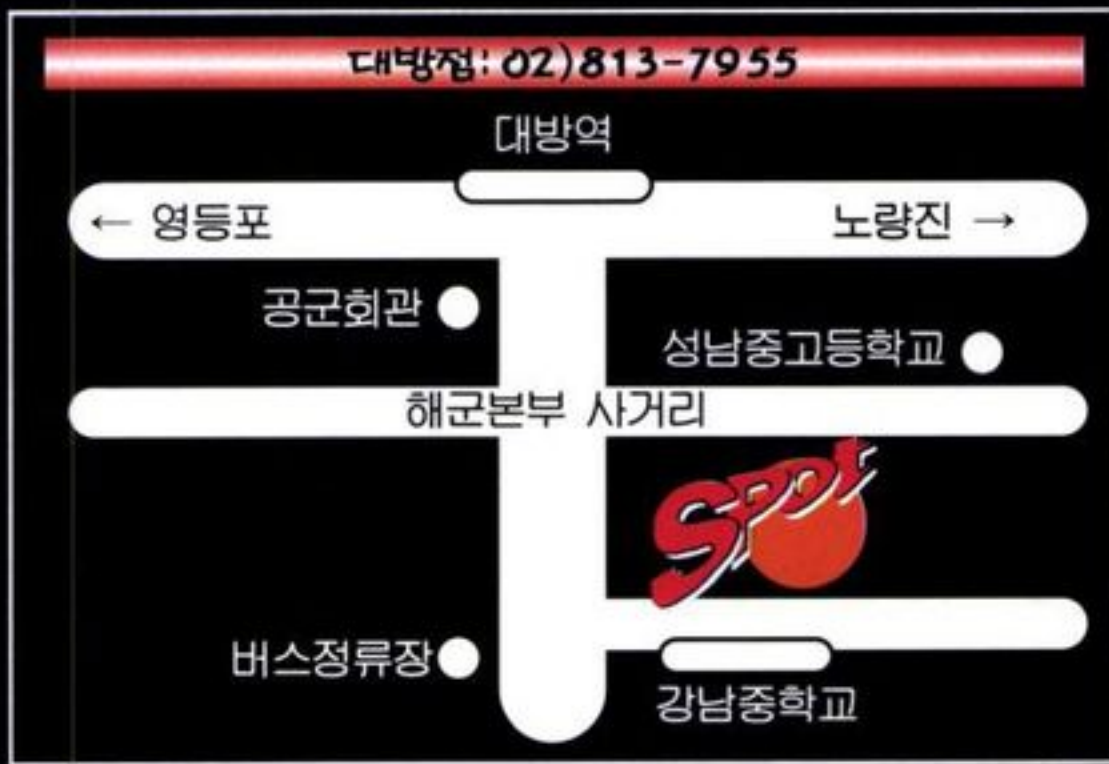 대방점: 02)813-7955
대방역
← 영등포
노량진 →
공군회관
성남중고등학교
해군본부 사거리
Spot
버스정류장
강남중학교